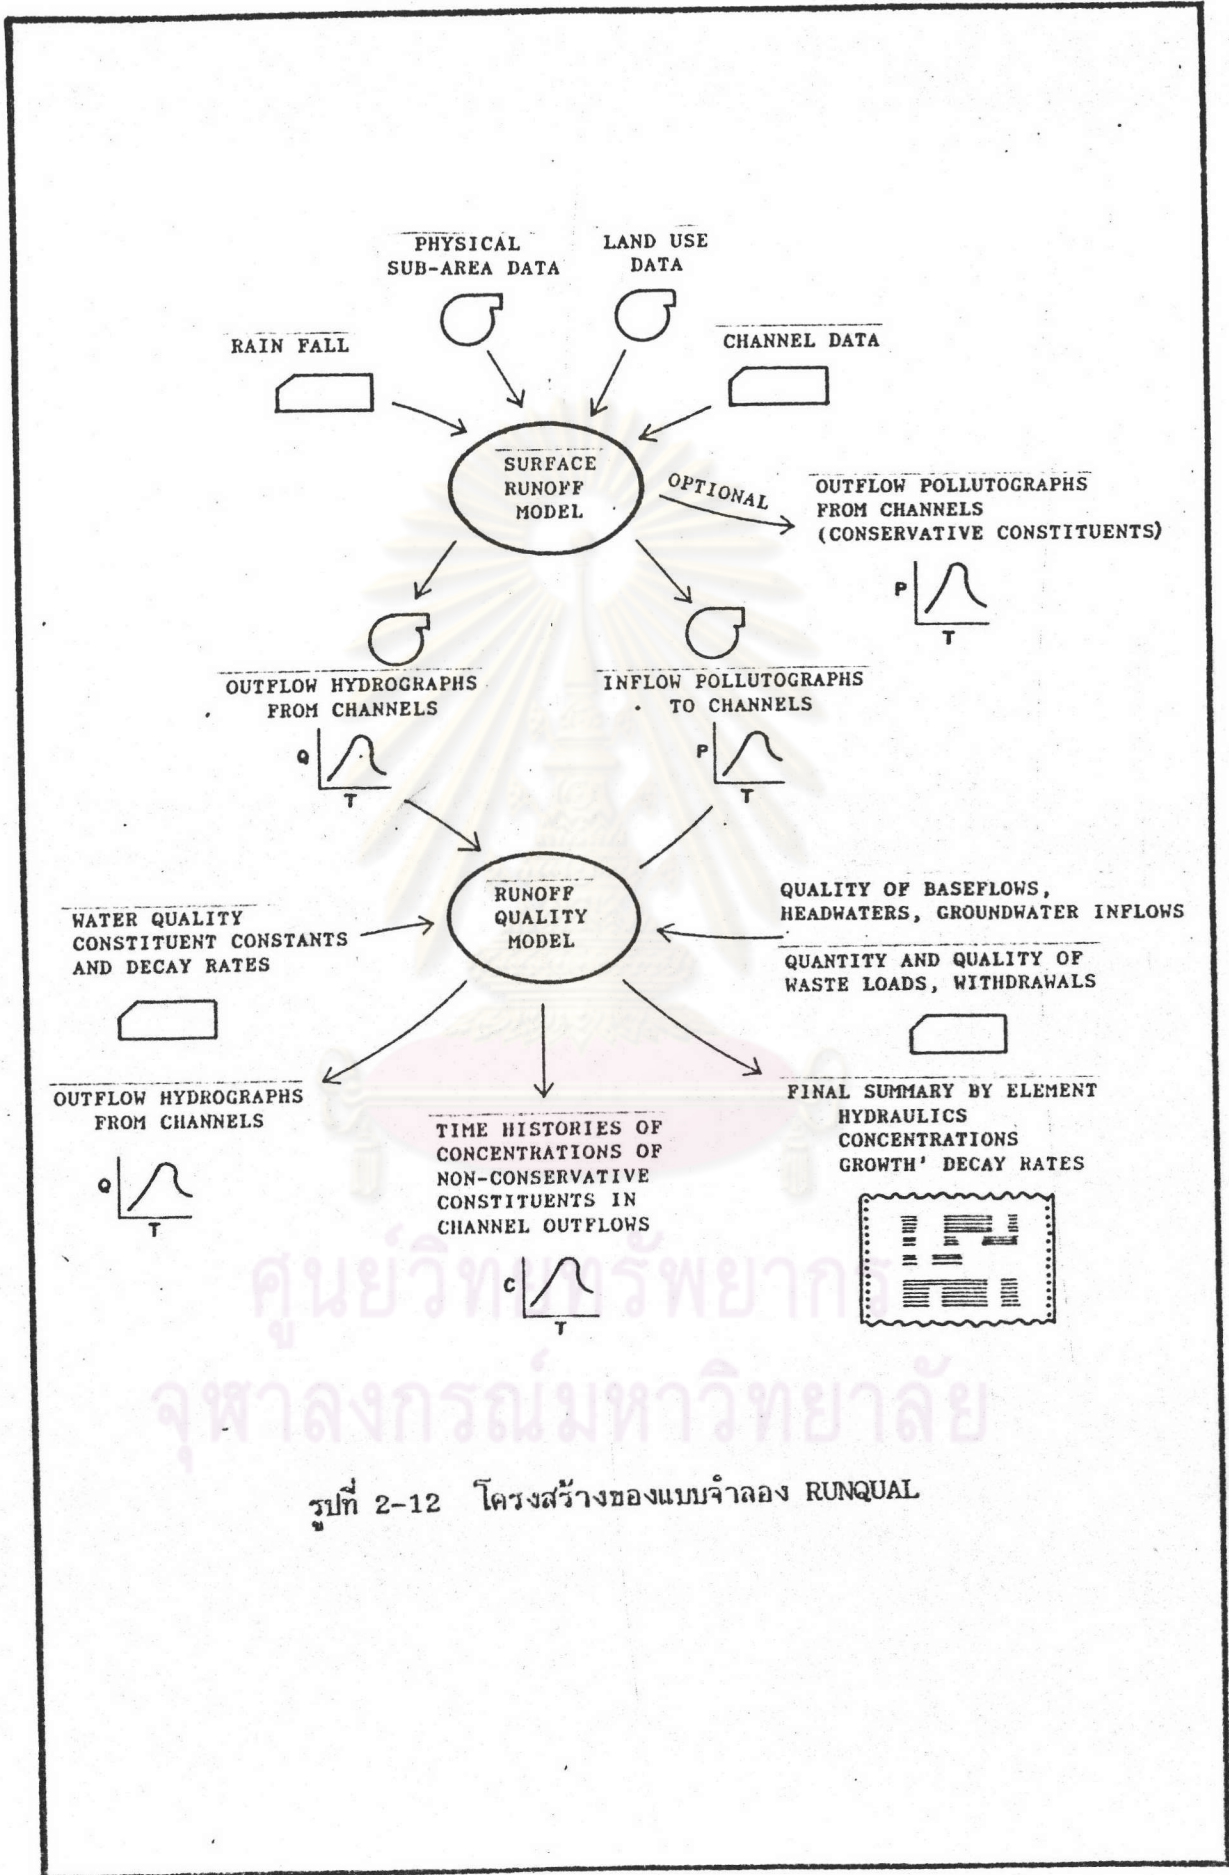 PHYSICAL
SUB-AREA DATA
LAND USE
DATA
RAIN FALL
CHANNEL DATA
SURFACE
RUNOFF
MODEL
OPTIONAL
OUTFLOW POLLUTOGRAPHS
FROM CHANNELS
(CONSERVATIVE CONSTITUENTS)
P
T
OUTFLOW HYDROGRAPHS
FROM CHANNELS
Q
T
INFLOW POLLUTOGRAPHS
TO CHANNELS
P
T
RUNOFF
QUALITY
MODEL
WATER QUALITY
CONSTITUENT CONSTANTS
AND DECAY RATES
QUALITY OF BASEFLOWS,
HEADWATERS, GROUNDWATER INFLOWS
QUANTITY AND QUALITY OF
WASTE LOADS, WITHDRAWALS
OUTFLOW HYDROGRAPHS
FROM CHANNELS
Q
T
TIME HISTORIES OF
CONCENTRATIONS OF
NON-CONSERVATIVE
CONSTITUENTS IN
CHANNEL OUTFLOWS
C
T
FINAL SUMMARY BY ELEMENT
HYDRAULICS
CONCENTRATIONS
GROWTH' DECAY RATES
ศูนย์วิทยทรัพยากร
จุฬาลงกรณ์มหาวิทยาลัย
รูปที่ 2-12 โครงสร้างของแบบจำลอง RUNQUAL